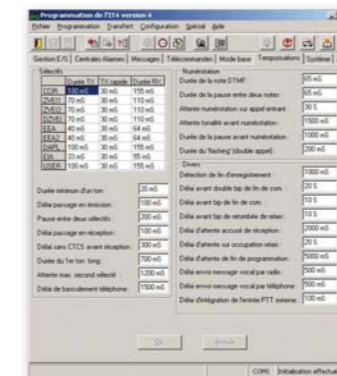 Programmation de l'IT4 version 4
Fichier Programmation Transfert Configuration Spécial Aide
Gestion E/S Centrales Alarmes Messages Télécommandes Mode base Temporisations Système
Sélectifs
Durée TX TX rapide Durée RX
CCIR 100 mS 30 mS 155 mS
ZVEI1 70 mS 30 mS 110 mS
ZVEI2 70 mS 30 mS 110 mS
DZVEI 70 mS 30 mS 110 mS
EEA 40 mS 30 mS 64 mS
EEA2 40 mS 30 mS 64 mS
DAPL 100 mS 30 mS 155 mS
EIA 33 mS 30 mS 55 mS
USER 100 mS 30 mS 155 mS
Durée minimun d'un ton : 20 mS
Délai passage en émission : 100 mS
Pause entre deux sélectifs : 200 mS
Délai passage en réception : 100 mS
Délai sans CTCS avant réception : 300 mS
Durée du 1er ton long : 700 mS
Attente max. second sélectif : 1200 mS
Délai de basculement téléphone : 1500 mS
Numérotation
Durée de la note DTMF : 65 mS
Durée de la pause entre deux notes : 65 mS
Attente numérotation sur appel entrant : 30 S
Attente tonalité avant numérotation : 1500 mS
Durée de la pause avant numérotation : 1000 mS
Durée du 'flashing' (double appel) : 200 mS
Divers
Détection de fin d'enregistrement : 1000 mS
Délai avant double bip de fin de com. : 20 S
Délai avant bip de fin de com. : 10 S
Délai avant bip de retombée de relais : 10 S
Délai d'attente accusé de réception : 2000 mS
Délai d'attente sur occupation relais : 20 S
Délai d'attente de fin de programmation : 5000 mS
Délai envoi message vocal par radio : 500 mS
Délai envoi message vocal par téléphone : 500 mS
Délai d'intégration de l'entrée PTT externe : 100 mS
Ok Annule
COM1 Initialisation effectué